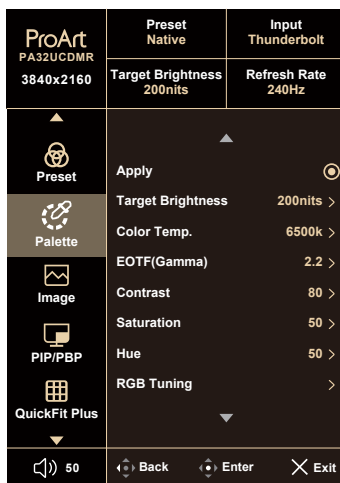 ProArt
PA32UCDMR
3840x2160
Preset
Native
Input
Thunderbolt
Target Brightness
200nits
Refresh Rate
240Hz
Preset
Palette
Image
PIP/PBP
QuickFit Plus
Apply
Target Brightness 200nits >
Color Temp. 6500k >
EOTF(Gamma) 2.2 >
Contrast 80 >
Saturation 50 >
Hue 50 >
RGB Tuning >
50
Back
Enter
Exit